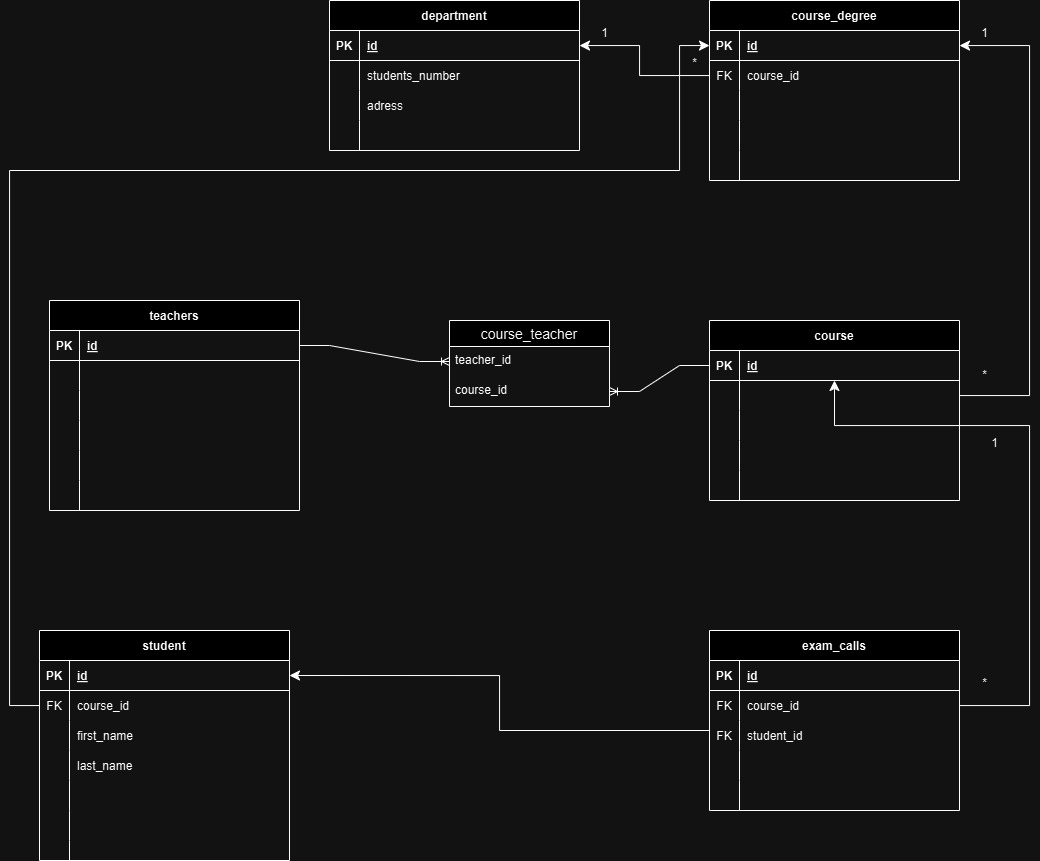 department
PK id
students_number
adress
1
*
course_degree
PK id
FK course_id
1
teachers
PK id
course_teacher
teacher_id
course_id
course
PK id
*
1
student
PK id
FK course_id
first_name
last_name
exam_calls
PK id
FK course_id
FK student_id
*